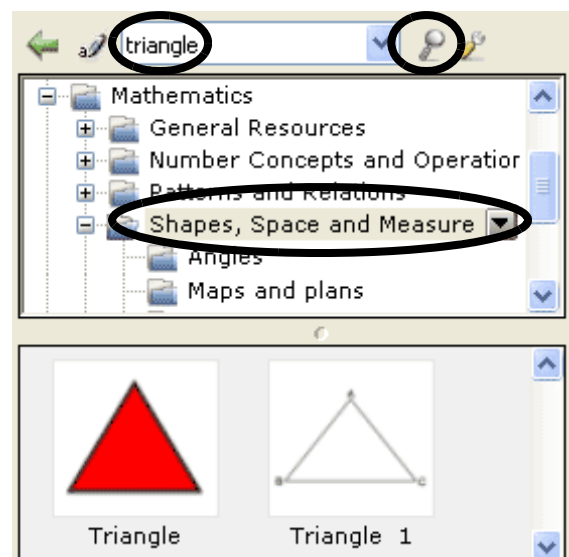 triangle
Mathematics
General Resources
Number Concepts and Operatior
Patterns and Relations
Shapes, Space and Measure
Angles
Maps and plans
A
B C
Triangle Triangle 1